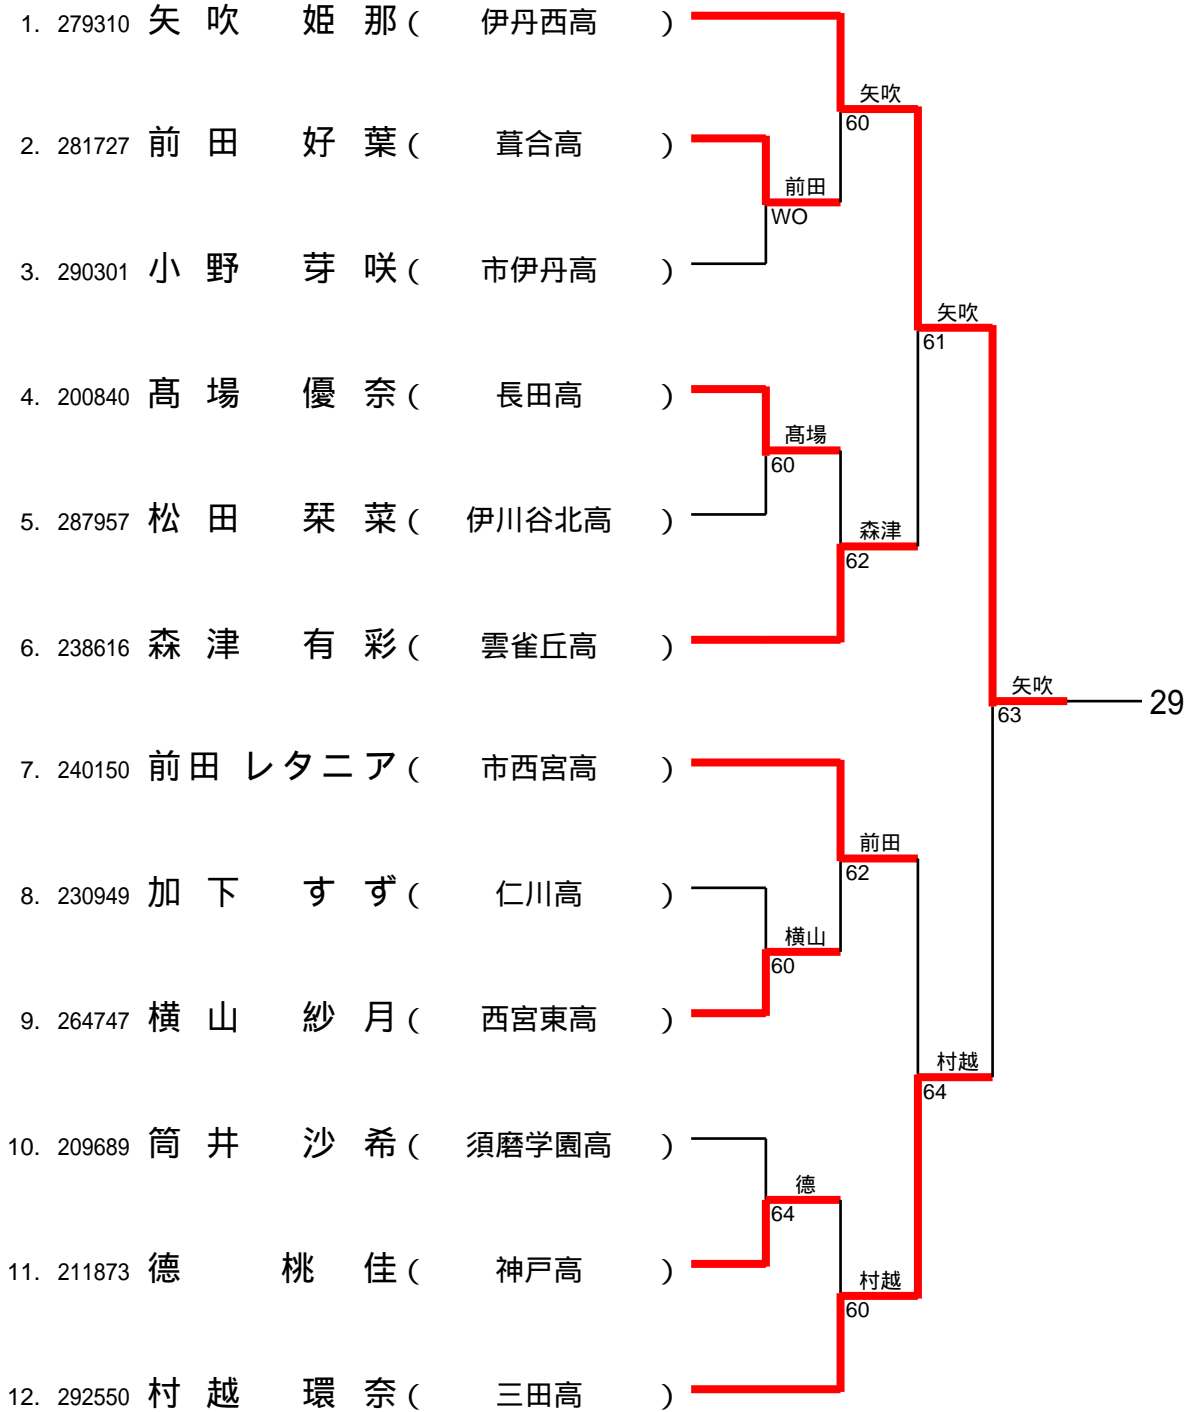 1. 279310 矢吹 姫那 ( 伊丹西高 )
矢吹
60
2. 281727 前田 好葉 ( 葺合高 )
前田
WO
3. 290301 小野 芽咲 ( 市伊丹高 )
矢吹
61
4. 200840 髙場 優奈 ( 長田高 )
髙場
60
5. 287957 松田 栞菜 ( 伊川谷北高 )
森津
62
6. 238616 森津 有彩 ( 雲雀丘高 )
矢吹
63
29
7. 240150 前田 レタニア ( 市西宮高 )
前田
62
8. 230949 加下 すず ( 仁川高 )
横山
60
9. 264747 横山 紗月 ( 西宮東高 )
村越
64
10. 209689 筒井 沙希 ( 須磨学園高 )
德
64
11. 211873 德 桃佳 ( 神戸高 )
村越
60
12. 292550 村越 環奈 ( 三田高 )